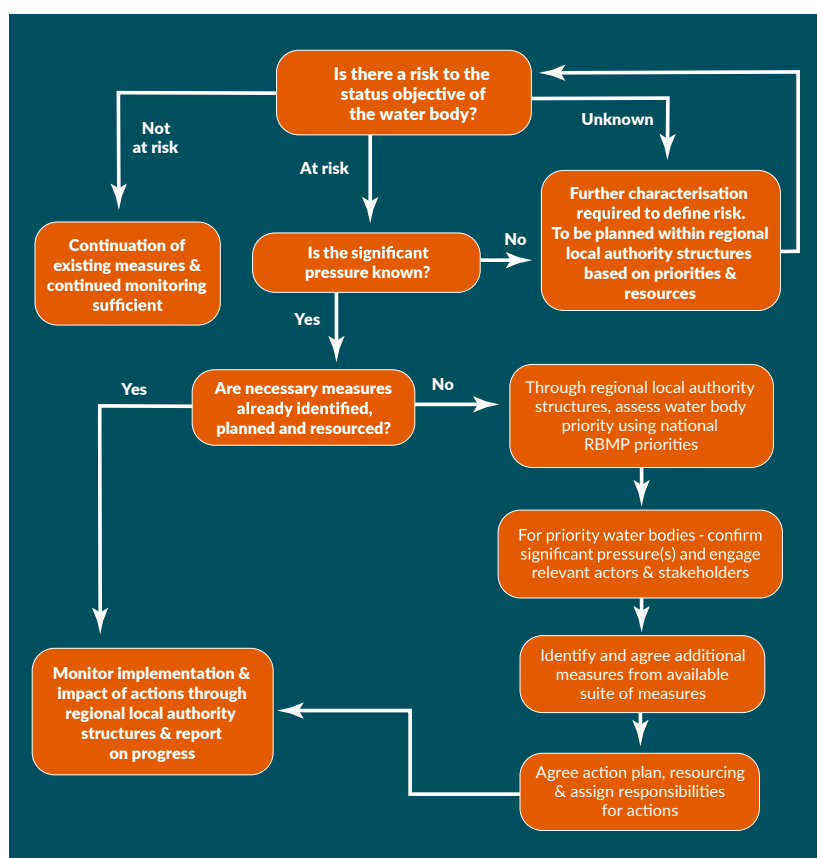 Is there a risk to the
status objective of
the water body?
Not
at risk
At risk
Unknown
Continuation of
existing measures &
continued monitoring
sufficient
Is the significant
pressure known?
No
Further characterisation
required to define risk.
To be planned within regional
local authority structures
based on priorities &
resources
Yes
Yes
Are necessary measures
already identified,
planned and resourced?
No
Through regional local authority
structures, assess water body
priority using national
RBMP priorities
For priority water bodies - confirm
significant pressure(s) and engage
relevant actors & stakeholders
Identify and agree additional
measures from available
suite of measures
Monitor implementation &
impact of actions through
regional local authority
structures & report
on progress
Agree action plan, resourcing
& assign responsibilities
for actions